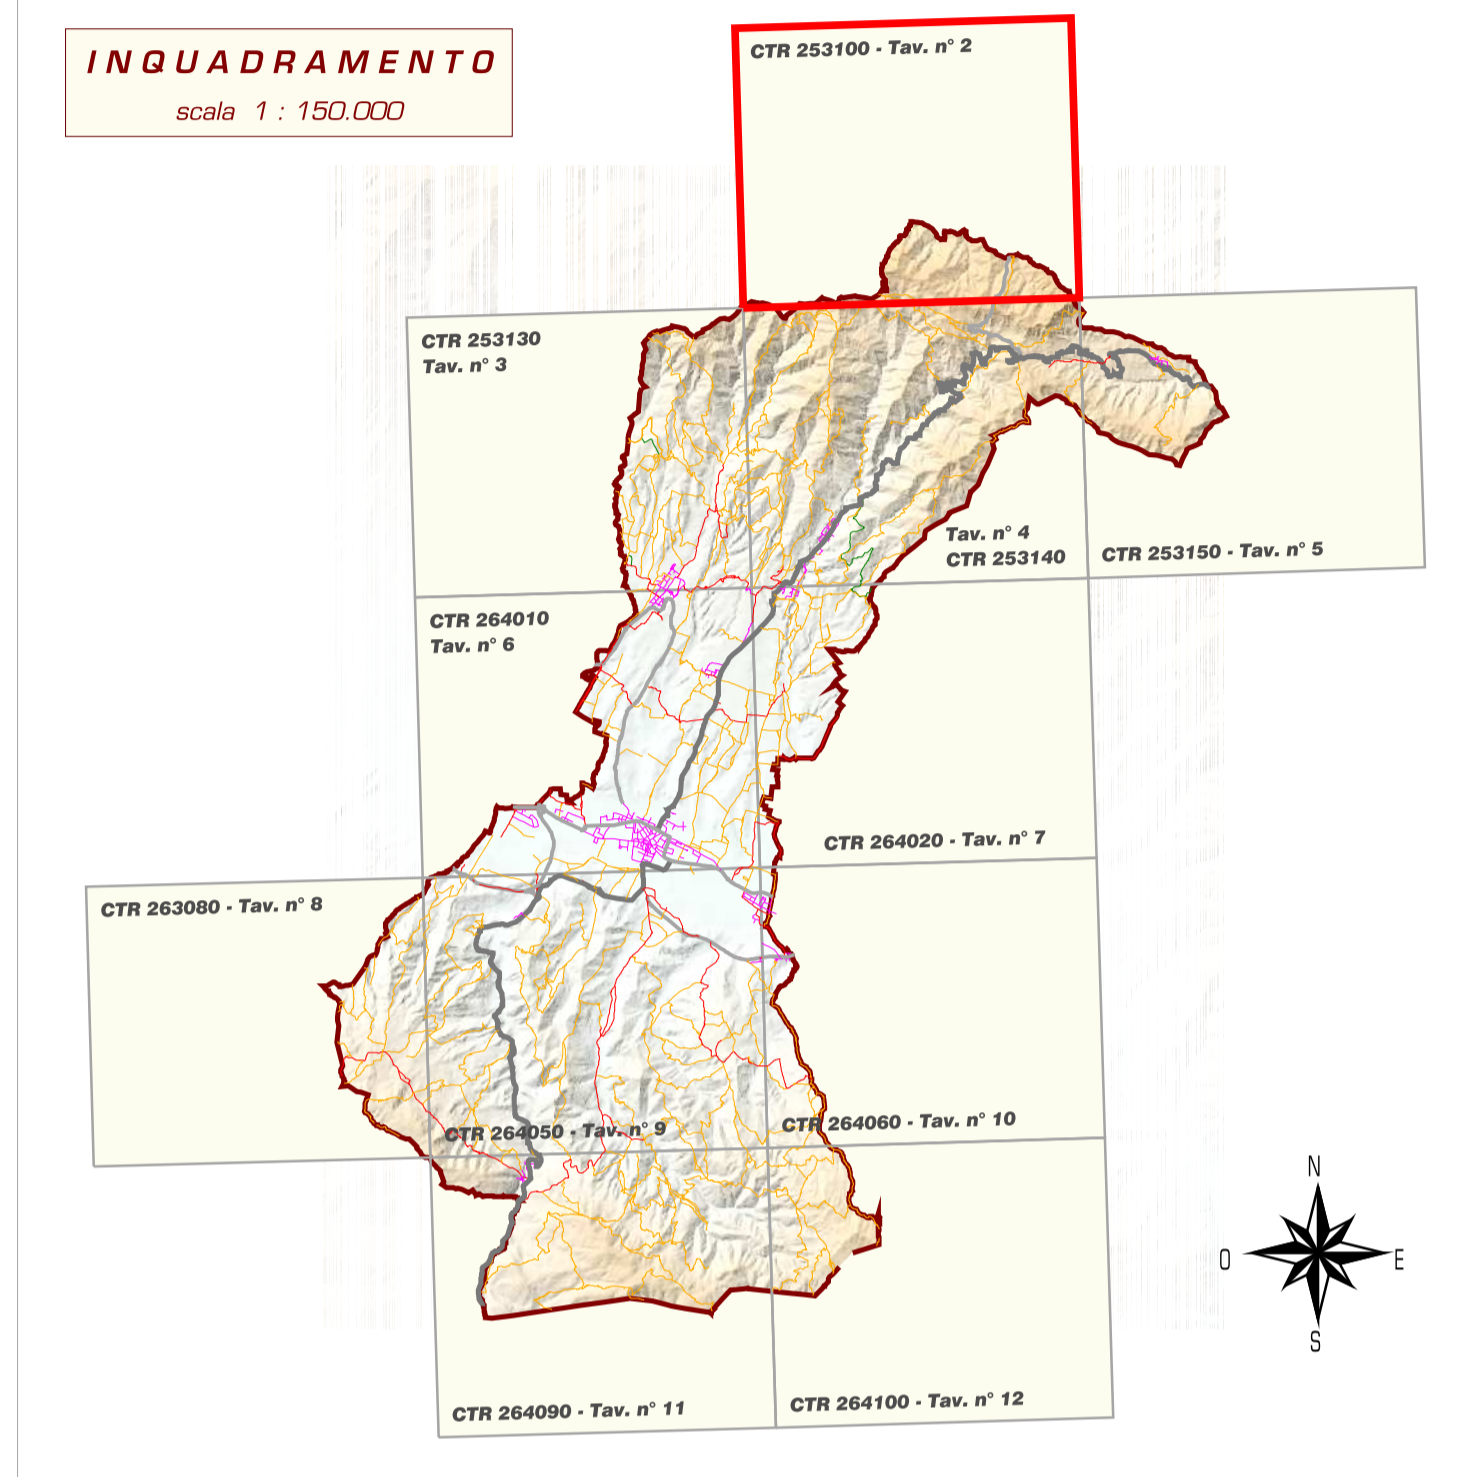 INQUADRAMENTO
scala 1 : 150.000
CTR 253100 - Tav. n° 2
CTR 253130
Tav. n° 3
Tav. n° 4
CTR 253140
CTR 253150 - Tav. n° 5
CTR 264010
Tav. n° 6
CTR 264020 - Tav. n° 7
CTR 263080 - Tav. n° 8
CTR 264050 - Tav. n° 9
CTR 264060 - Tav. n° 10
CTR 264090 - Tav. n° 11
CTR 264100 - Tav. n° 12
N
O
E
S